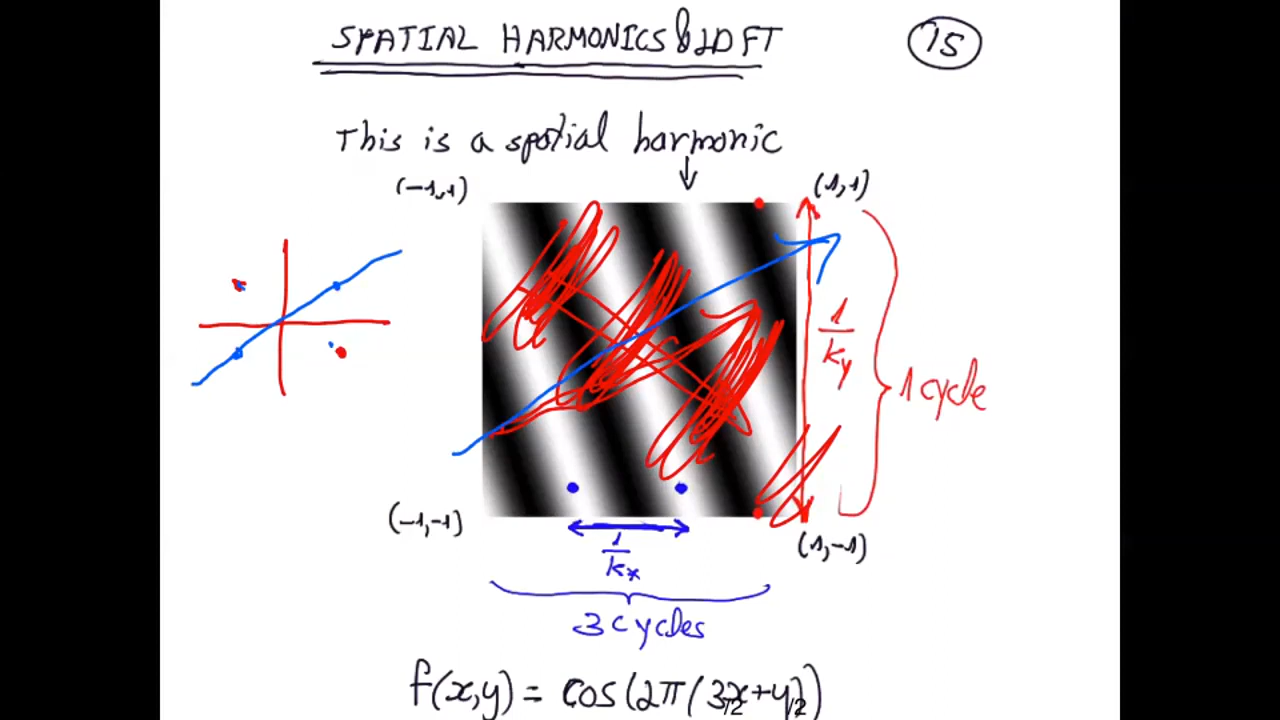 SPATIAL HARMONICS & 2D FT
15
This is a spatial harmonic
(-1,1)
(1,1)
1/ky
1 cycle
(-1,-1)
(1,-1)
1/kx
3 cycles
f(x,y) = cos(2π(3x/2+y/2))